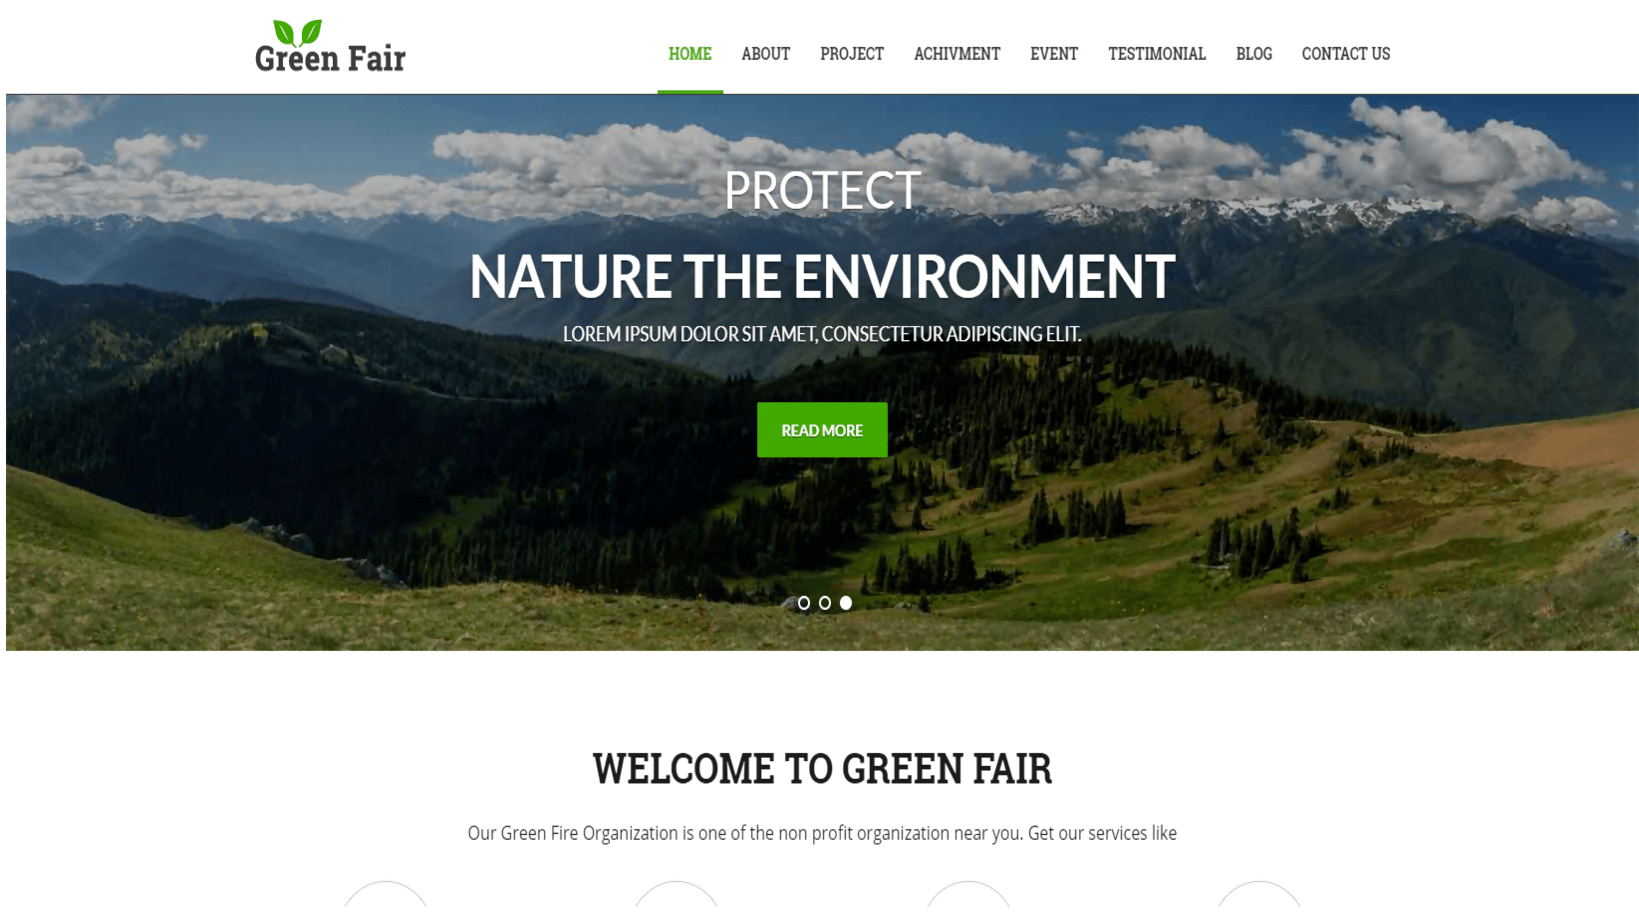 Green Fair
HOME ABOUT PROJECT ACHIVMENT EVENT TESTIMONIAL BLOG CONTACT US
PROTECT
NATURE THE ENVIRONMENT
LOREM IPSUM DOLOR SIT AMET, CONSECTETUR ADIPISCING ELIT.
READ MORE
WELCOME TO GREEN FAIR
Our Green Fire Organization is one of the non profit organization near you. Get our services like